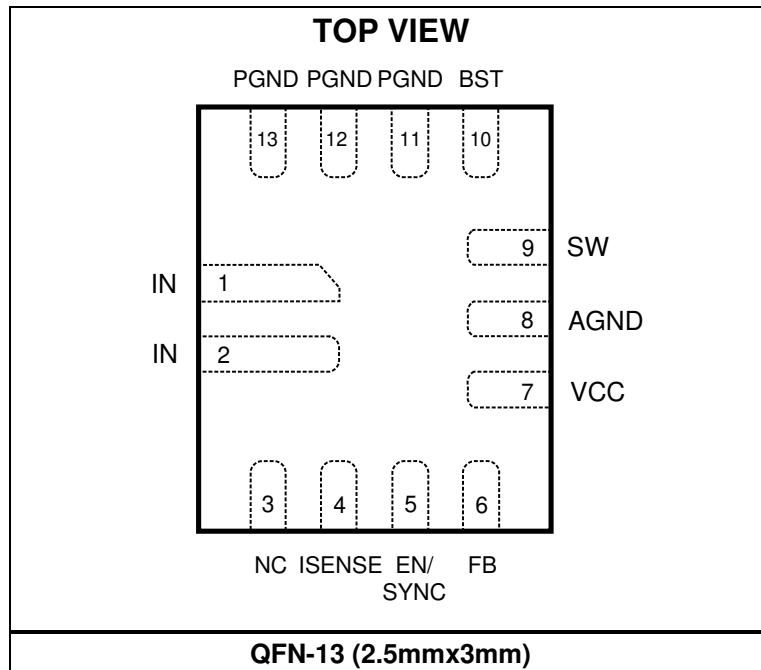 TOP VIEW
PGND PGND PGND BST
13 12 11 10
9 SW
IN 1
8 AGND
IN 2
7 VCC
3 4 5 6
NC ISENSE EN/ FB
SYNC
QFN-13 (2.5mmx3mm)